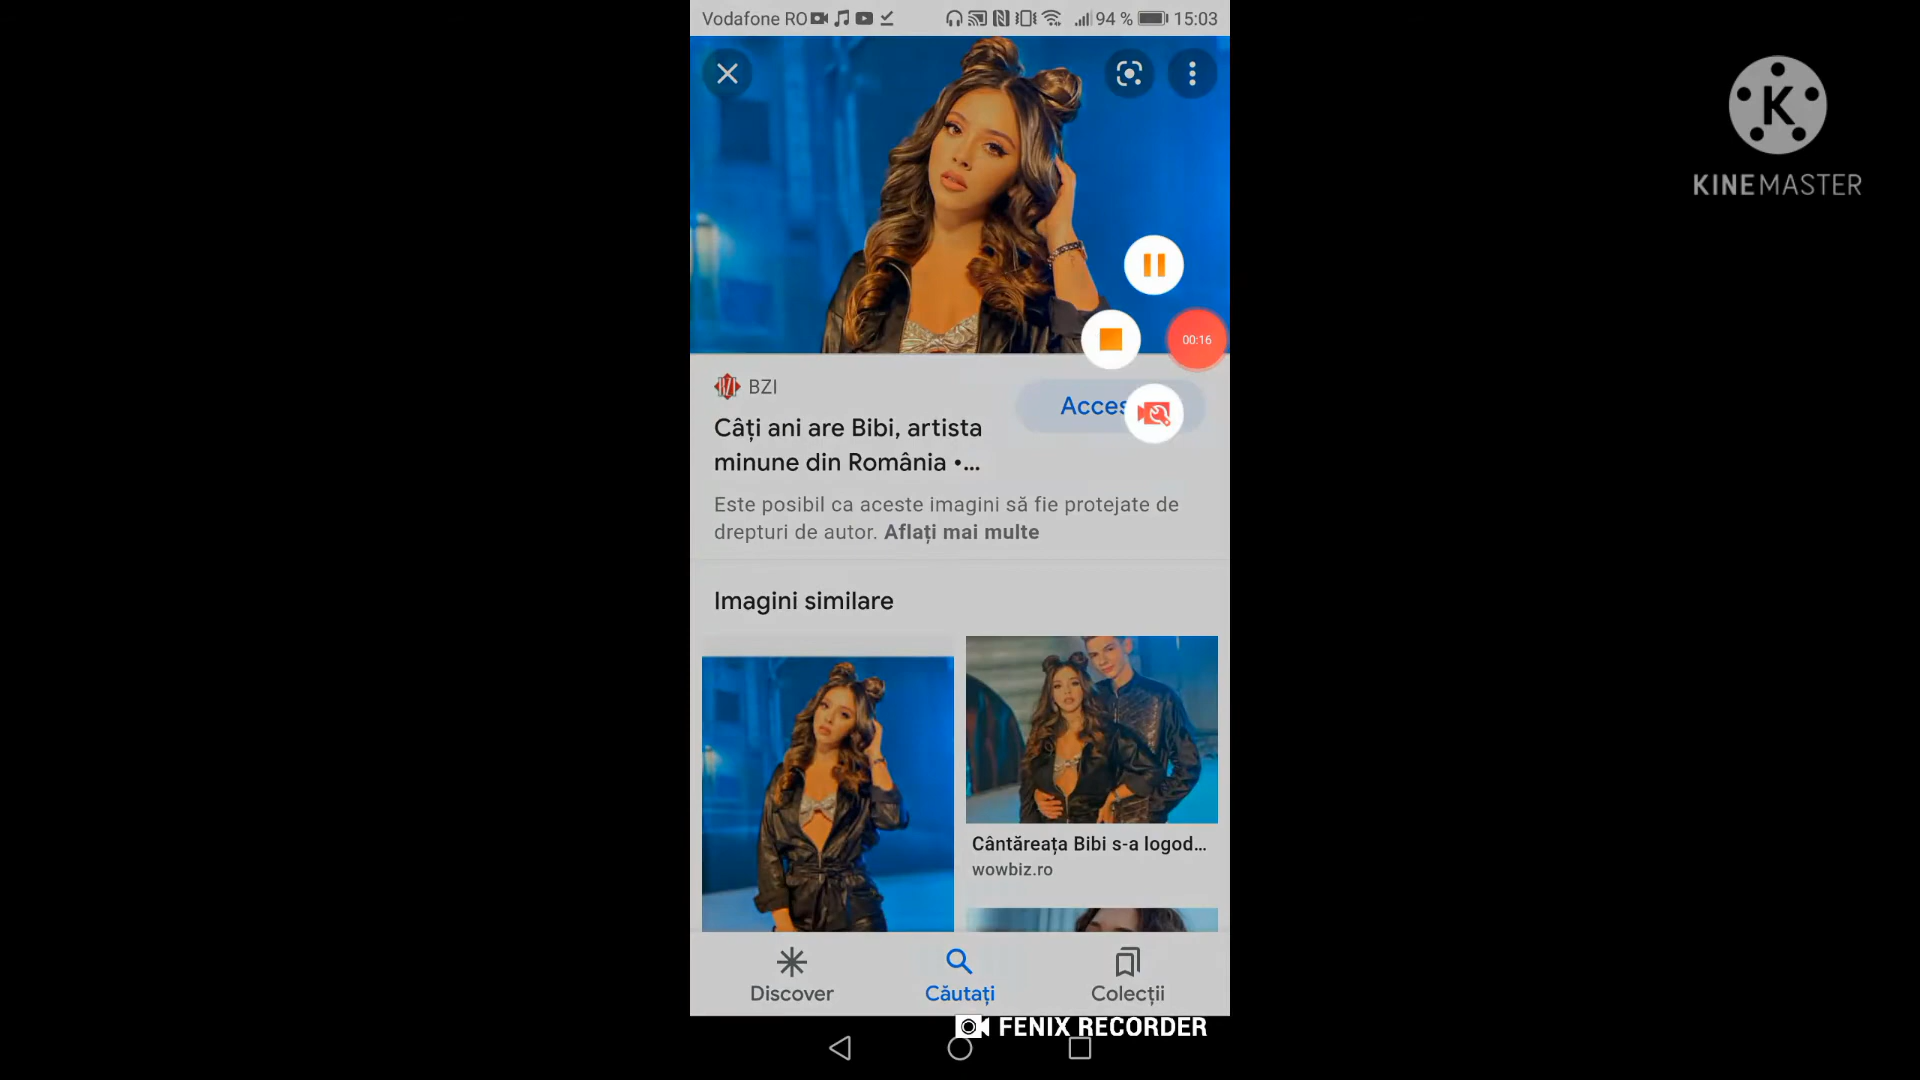 Vodafone RO 94 % 15:03
K
KINEMASTER
00:16
BZI
Acces
Câți ani are Bibi, artista
minune din România •...
Este posibil ca aceste imagini să fie protejate de
drepturi de autor. Aflați mai multe
Imagini similare
Cântăreața Bibi s-a logod...
wowbiz.ro
Discover
Căutați
Colecții
FENIX RECORDER